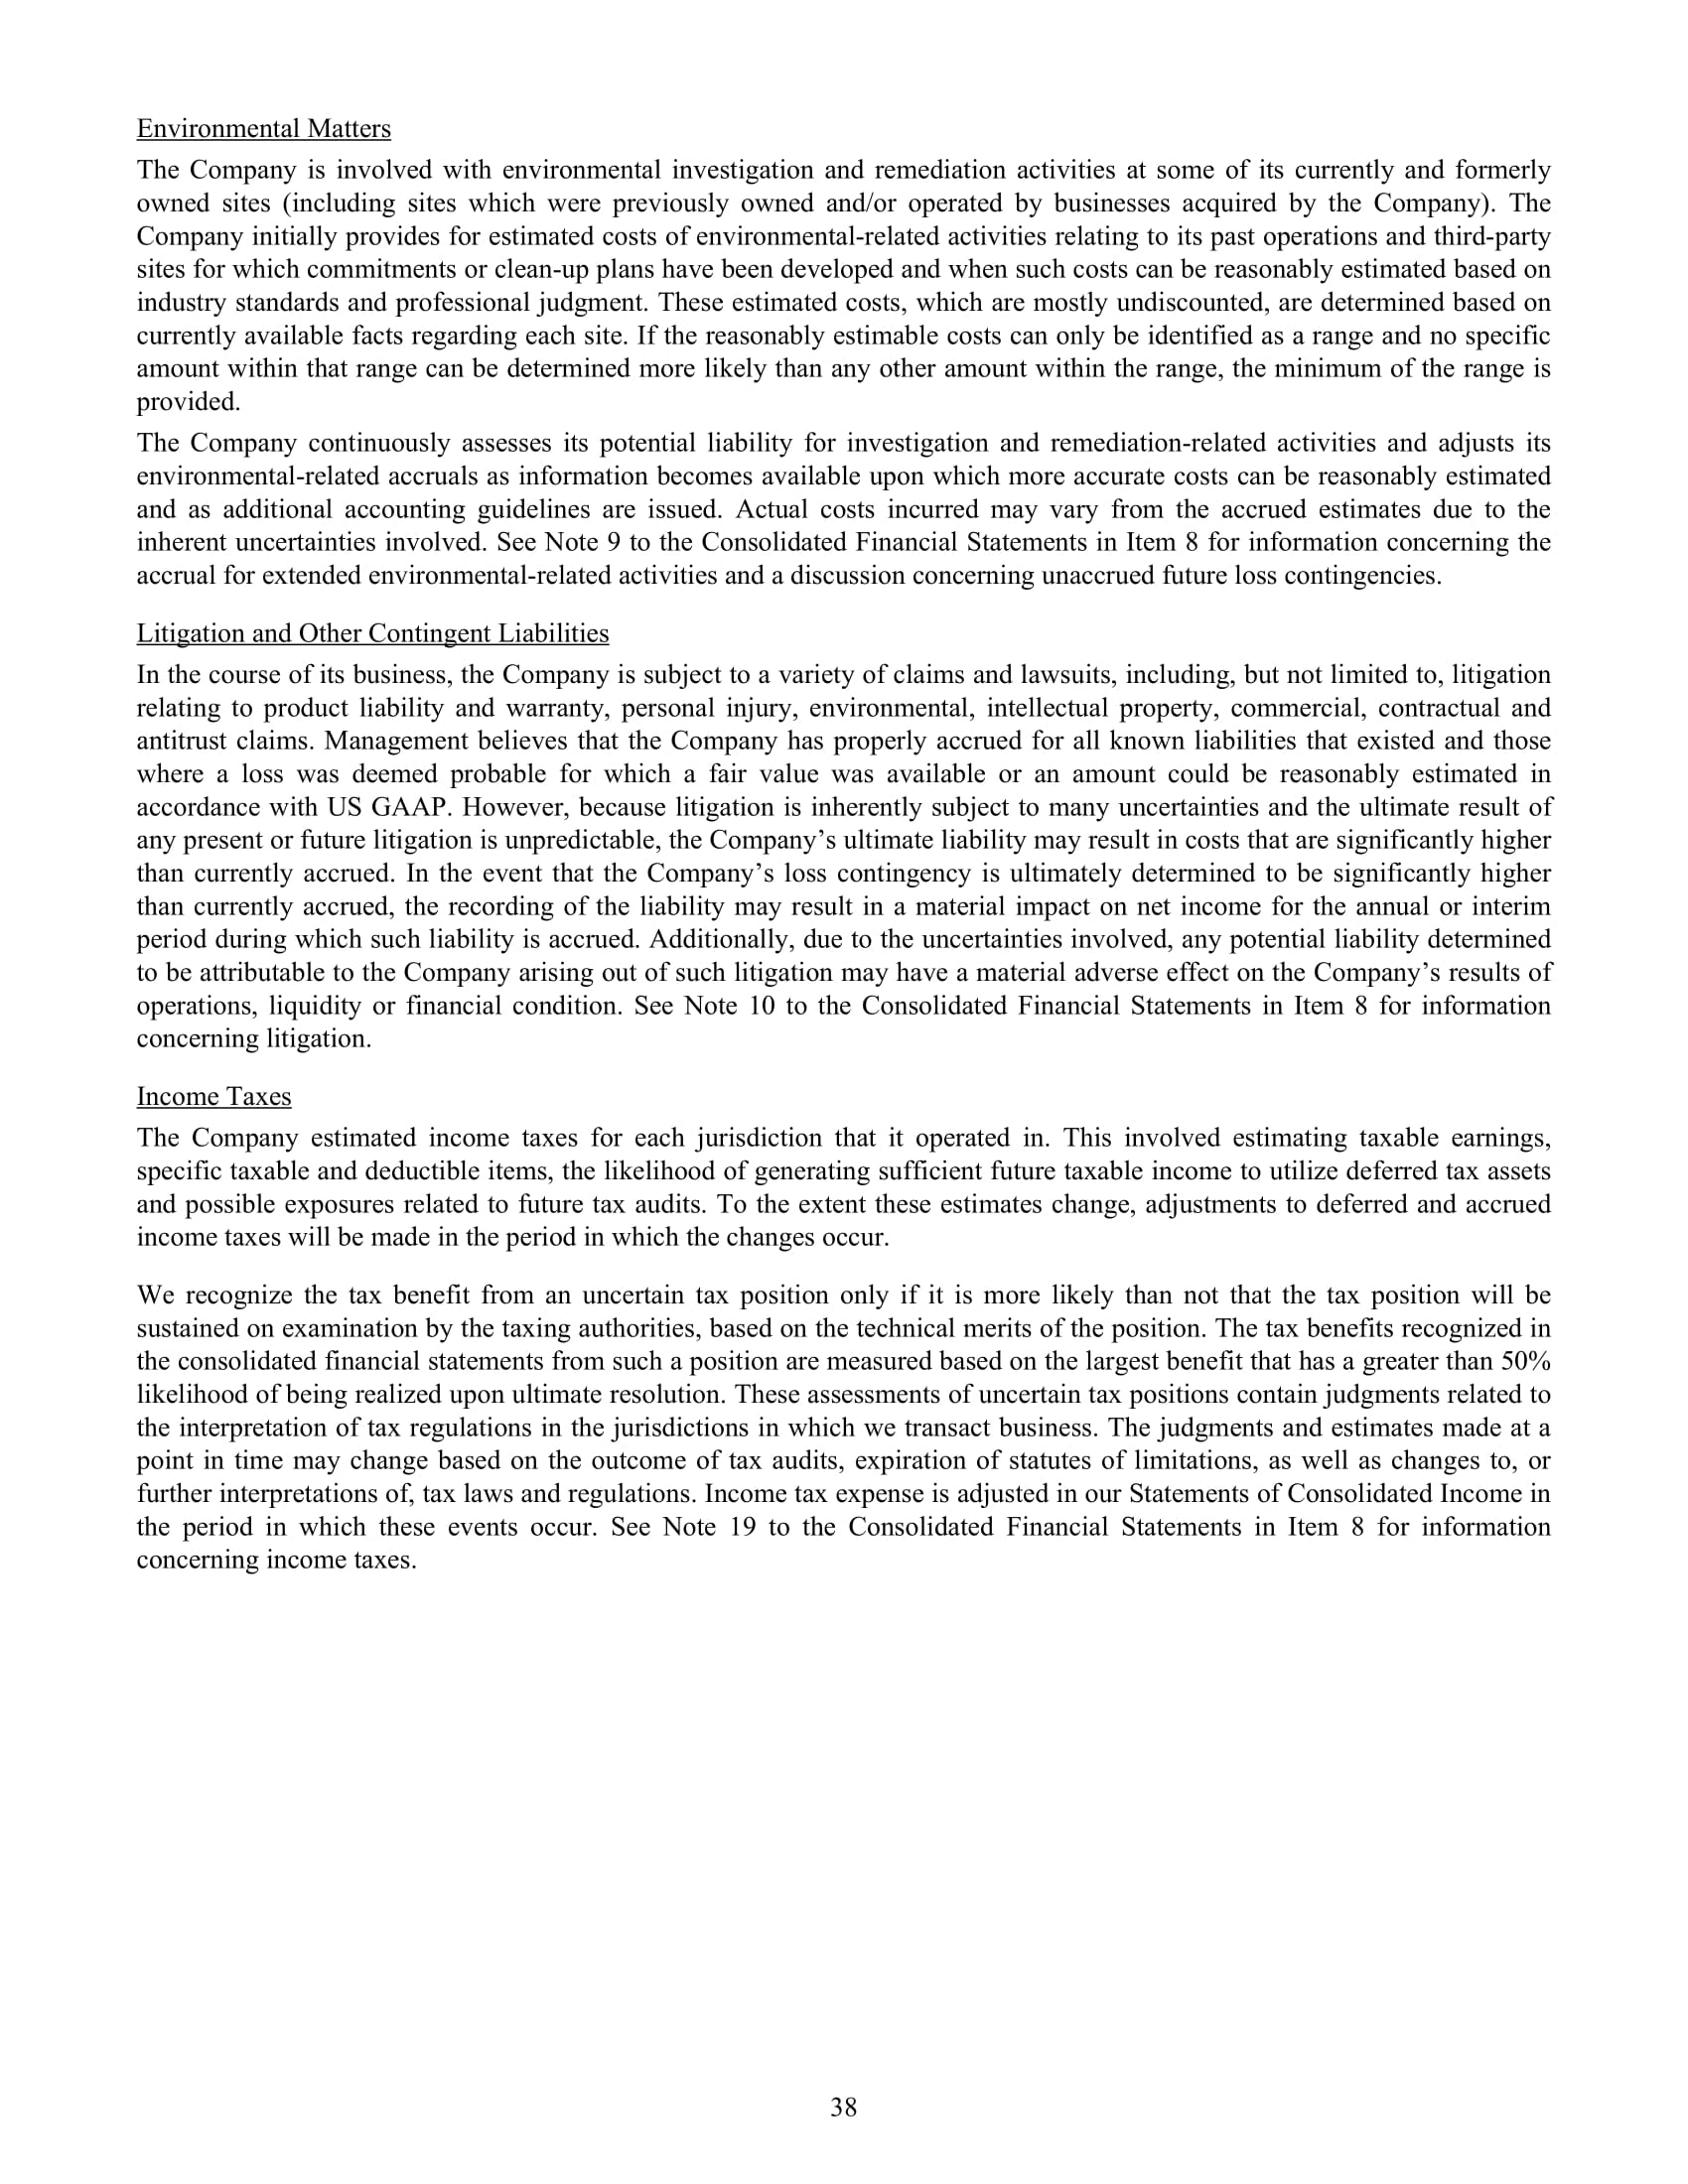 Environmental Matters
The Company is involved with environmental investigation and remediation activities at some of its currently and formerly
owned sites (including sites which were previously owned and/or operated by businesses acquired by the Company). The
Company initially provides for estimated costs of environmental-related activities relating to its past operations and third-party
sites for which commitments or clean-up plans have been developed and when such costs can be reasonably estimated based on
industry standards and professional judgment. These estimated costs, which are mostly undiscounted, are determined based on
currently available facts regarding each site. If the reasonably estimable costs can only be identified as a range and no specific
amount within that range can be determined more likely than any other amount within the range, the minimum of the range is
provided.
The Company continuously assesses its potential liability for investigation and remediation-related activities and adjusts its
environmental-related accruals as information becomes available upon which more accurate costs can be reasonably estimated
and as additional accounting guidelines are issued. Actual costs incurred may vary from the accrued estimates due to the
inherent uncertainties involved. See Note 9 to the Consolidated Financial Statements in Item 8 for information concerning the
accrual for extended environmental-related activities and a discussion concerning unaccrued future loss contingencies.
Litigation and Other Contingent Liabilities
In the course of its business, the Company is subject to a variety of claims and lawsuits, including, but not limited to, litigation
relating to product liability and warranty, personal injury, environmental, intellectual property, commercial, contractual and
antitrust claims. Management believes that the Company has properly accrued for all known liabilities that existed and those
where a loss was deemed probable for which a fair value was available or an amount could be reasonably estimated in
accordance with US GAAP. However, because litigation is inherently subject to many uncertainties and the ultimate result of
any present or future litigation is unpredictable, the Company’s ultimate liability may result in costs that are significantly higher
than currently accrued. In the event that the Company’s loss contingency is ultimately determined to be significantly higher
than currently accrued, the recording of the liability may result in a material impact on net income for the annual or interim
period during which such liability is accrued. Additionally, due to the uncertainties involved, any potential liability determined
to be attributable to the Company arising out of such litigation may have a material adverse effect on the Company’s results of
operations, liquidity or financial condition. See Note 10 to the Consolidated Financial Statements in Item 8 for information
concerning litigation.
Income Taxes
The Company estimated income taxes for each jurisdiction that it operated in. This involved estimating taxable earnings,
specific taxable and deductible items, the likelihood of generating sufficient future taxable income to utilize deferred tax assets
and possible exposures related to future tax audits. To the extent these estimates change, adjustments to deferred and accrued
income taxes will be made in the period in which the changes occur.
We recognize the tax benefit from an uncertain tax position only if it is more likely than not that the tax position will be
sustained on examination by the taxing authorities, based on the technical merits of the position. The tax benefits recognized in
the consolidated financial statements from such a position are measured based on the largest benefit that has a greater than 50%
likelihood of being realized upon ultimate resolution. These assessments of uncertain tax positions contain judgments related to
the interpretation of tax regulations in the jurisdictions in which we transact business. The judgments and estimates made at a
point in time may change based on the outcome of tax audits, expiration of statutes of limitations, as well as changes to, or
further interpretations of, tax laws and regulations. Income tax expense is adjusted in our Statements of Consolidated Income in
the period in which these events occur. See Note 19 to the Consolidated Financial Statements in Item 8 for information
concerning income taxes.
38